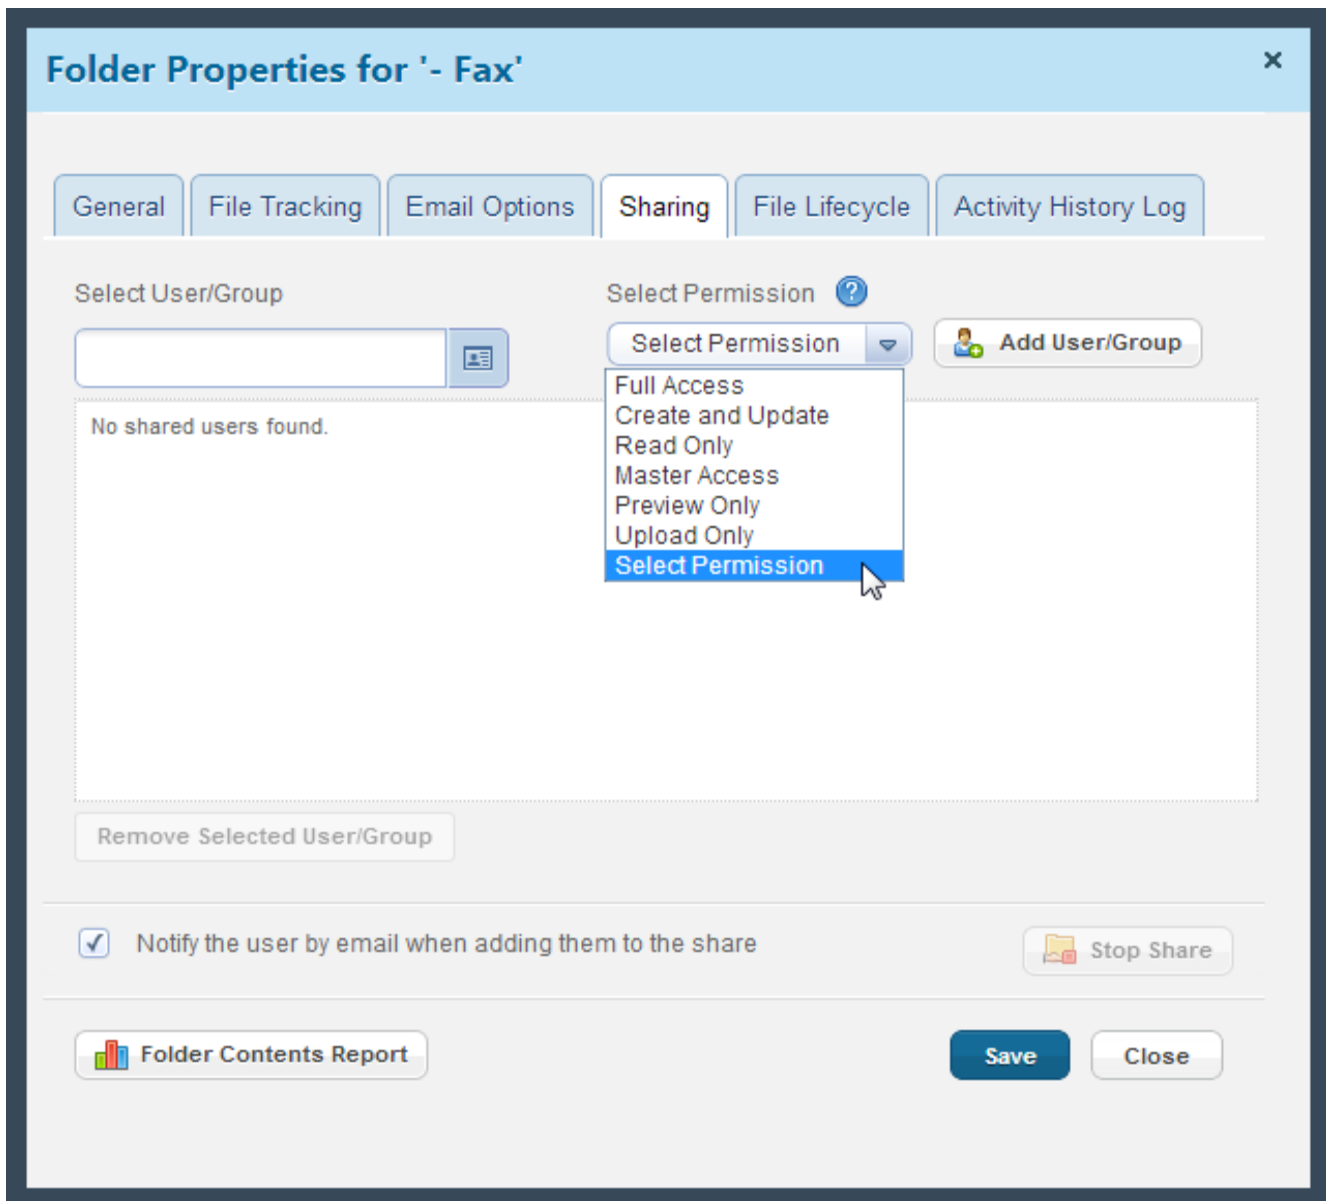 Folder Properties for '- Fax'
General File Tracking Email Options Sharing File Lifecycle Activity History Log
Select User/Group Select Permission ?
Select Permission Add User/Group
Full Access
Create and Update
No shared users found.
Read Only
Master Access
Preview Only
Upload Only
Select Permission
Remove Selected User/Group
Notify the user by email when adding them to the share
Stop Share
Folder Contents Report Save Close